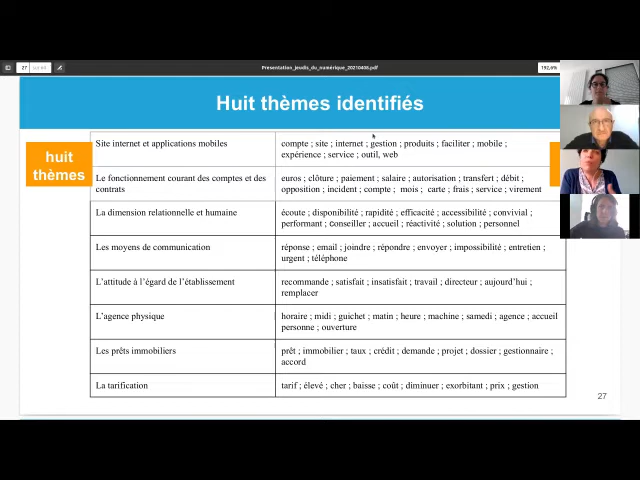 27 sur 46
Presentation_jeudis_du_numérique_20210408.pdf
192,6%
Huit thèmes identifiés
huit
thèmes
Site internet et applications mobiles
compte ; site ; internet ; gestion ; produits ; faciliter ; mobile ;
expérience ; service ; outil, web
Le fonctionnement courant des comptes et des
contrats
euros ; clôture ; paiement ; salaire ; autorisation ; transfert ; débit ;
opposition ; incident ; compte ; mois ; carte ; frais ; service ; virement
La dimension relationnelle et humaine
écoute ; disponibilité ; rapidité ; efficacité ; accessibilité ; convivial ;
performant ; conseiller ; accueil ; réactivité ; solution ; personnel
Les moyens de communication
réponse ; email ; joindre ; répondre ; envoyer ; impossibilité ; entretien ;
urgent ; téléphone
L'attitude à l'égard de l'établissement
recommande ; satisfait ; insatisfait ; travail ; directeur ; aujourd'hui ;
remplacer
L'agence physique
horaire ; midi ; guichet ; matin ; heure ; machine ; samedi ; agence ; accueil
personne ; ouverture
Les prêts immobiliers
prêt ; immobilier ; taux ; crédit ; demande ; projet ; dossier ; gestionnaire ;
accord
La tarification
tarif ; élevé ; cher ; baisse ; coût ; diminuer ; exorbitant ; prix ; gestion
27